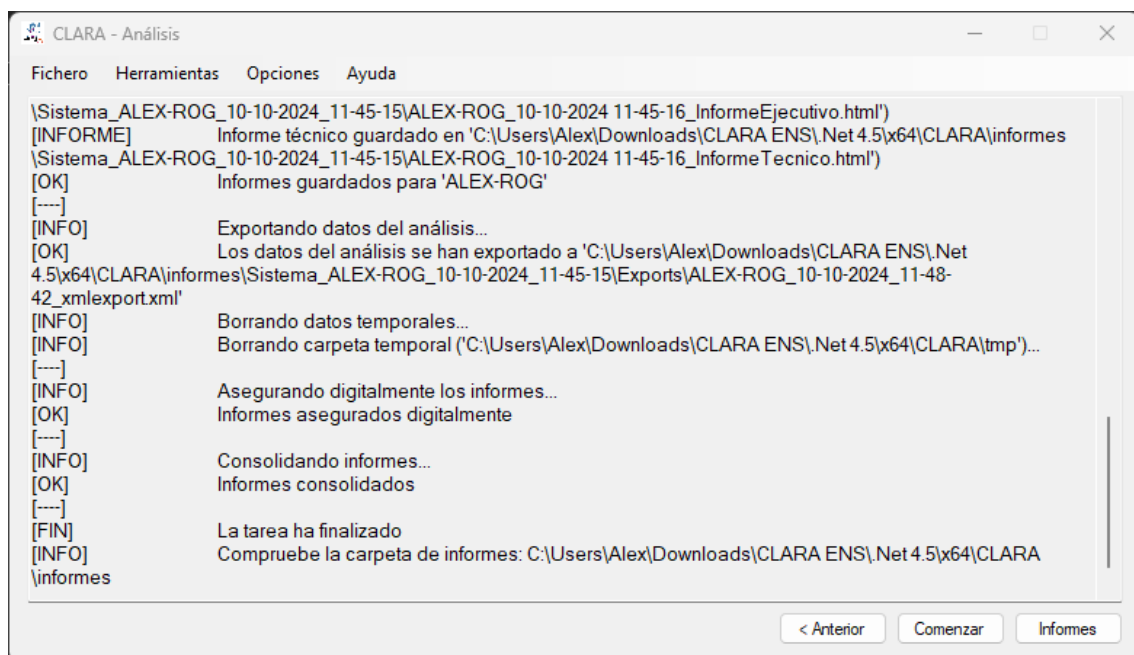 CLARA - Análisis
Fichero Herramientas Opciones Ayuda
\Sistema_ALEX-ROG_10-10-2024_11-45-15\ALEX-ROG_10-10-2024 11-45-16_InformeEjecutivo.html')
[INFORME] Informe técnico guardado en 'C:\Users\Alex\Downloads\CLARA ENS\.Net 4.5\x64\CLARA\informes
\Sistema_ALEX-ROG_10-10-2024_11-45-15\ALEX-ROG_10-10-2024 11-45-16_InformeTecnico.html')
[OK] Informes guardados para 'ALEX-ROG'
[----]
[INFO] Exportando datos del análisis...
[OK] Los datos del análisis se han exportado a 'C:\Users\Alex\Downloads\CLARA ENS\.Net
4.5\x64\CLARA\informes\Sistema_ALEX-ROG_10-10-2024_11-45-15\Exports\ALEX-ROG_10-10-2024_11-48-
42_xmlexport.xml'
[INFO] Borrando datos temporales...
[INFO] Borrando carpeta temporal ('C:\Users\Alex\Downloads\CLARA ENS\.Net 4.5\x64\CLARA\tmp')...
[----]
[INFO] Asegurando digitalmente los informes...
[OK] Informes asegurados digitalmente
[----]
[INFO] Consolidando informes...
[OK] Informes consolidados
[----]
[FIN] La tarea ha finalizado
[INFO] Compruebe la carpeta de informes: C:\Users\Alex\Downloads\CLARA ENS\.Net 4.5\x64\CLARA
\informes
< Anterior Comenzar Informes